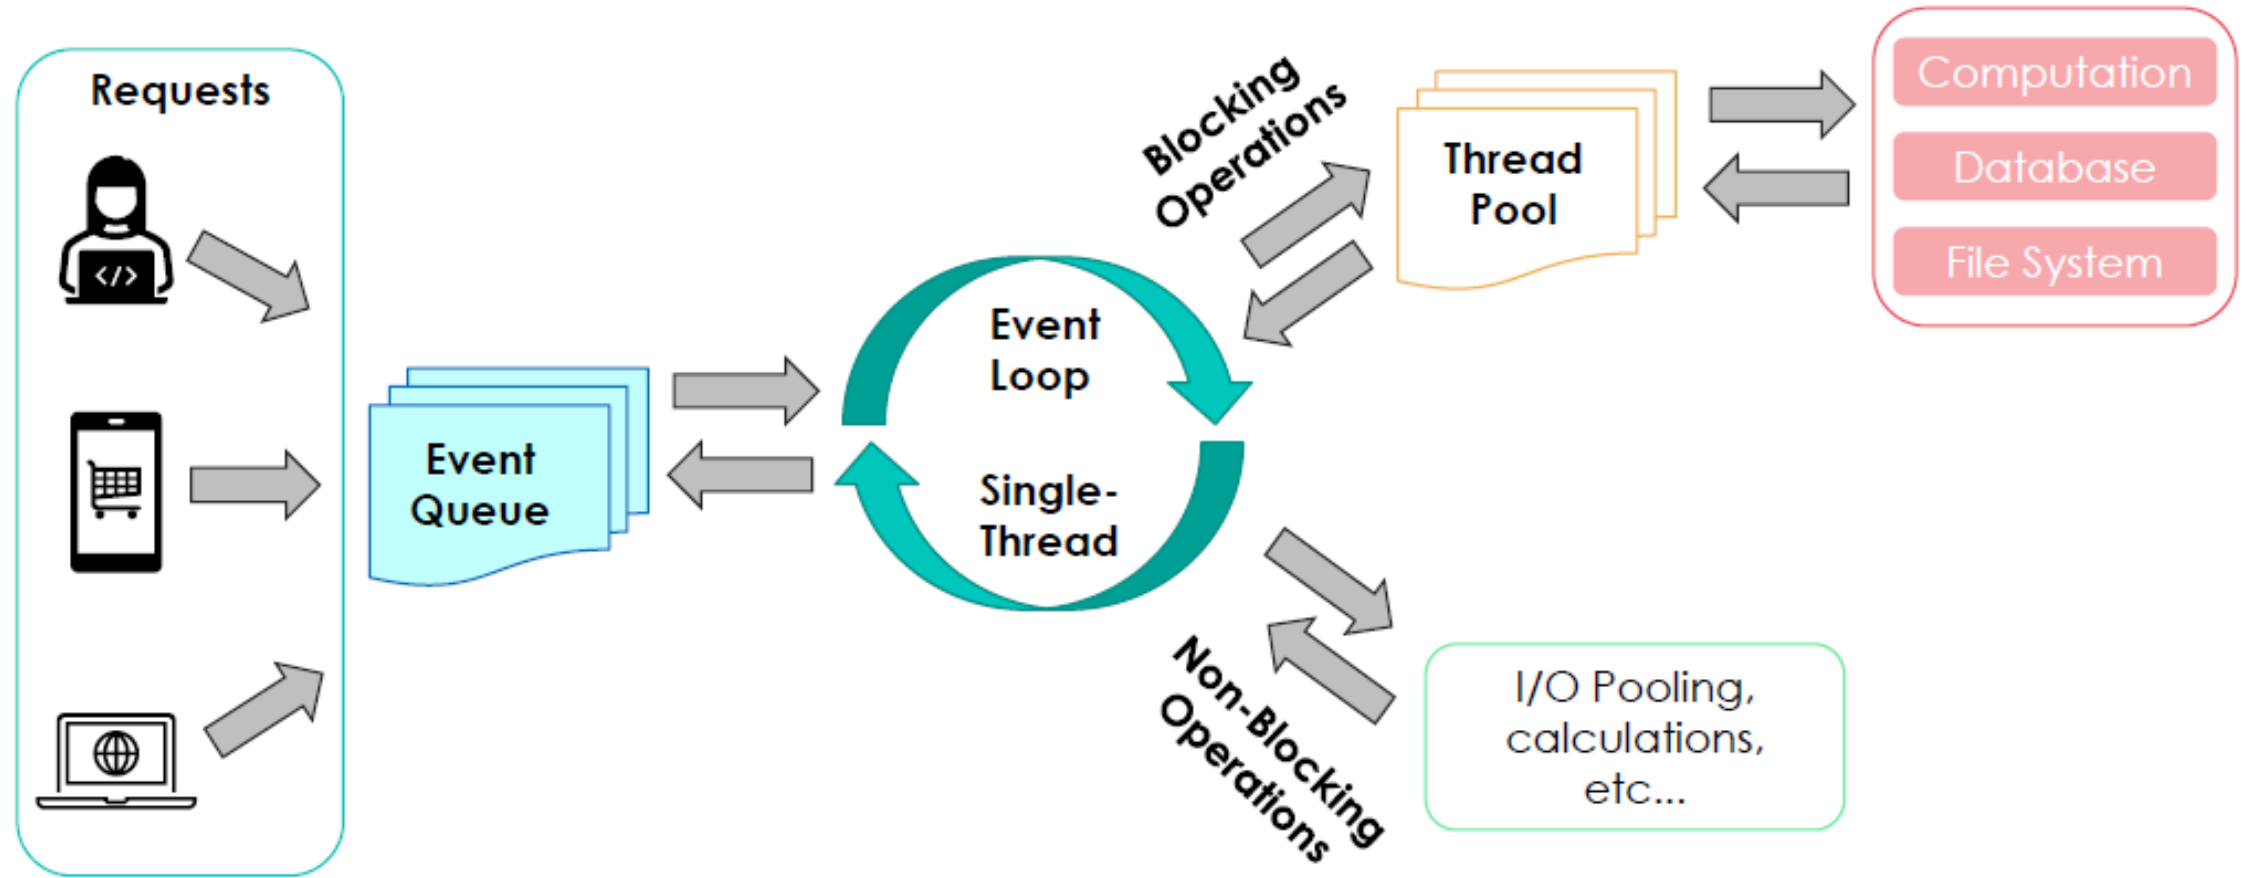 Requests
</>
Event
Queue
Event
Loop
Single-
Thread
Blocking
Operations
Thread
Pool
Computation
Database
File System
Non-Blocking
Operations
I/O Pooling,
calculations,
etc...